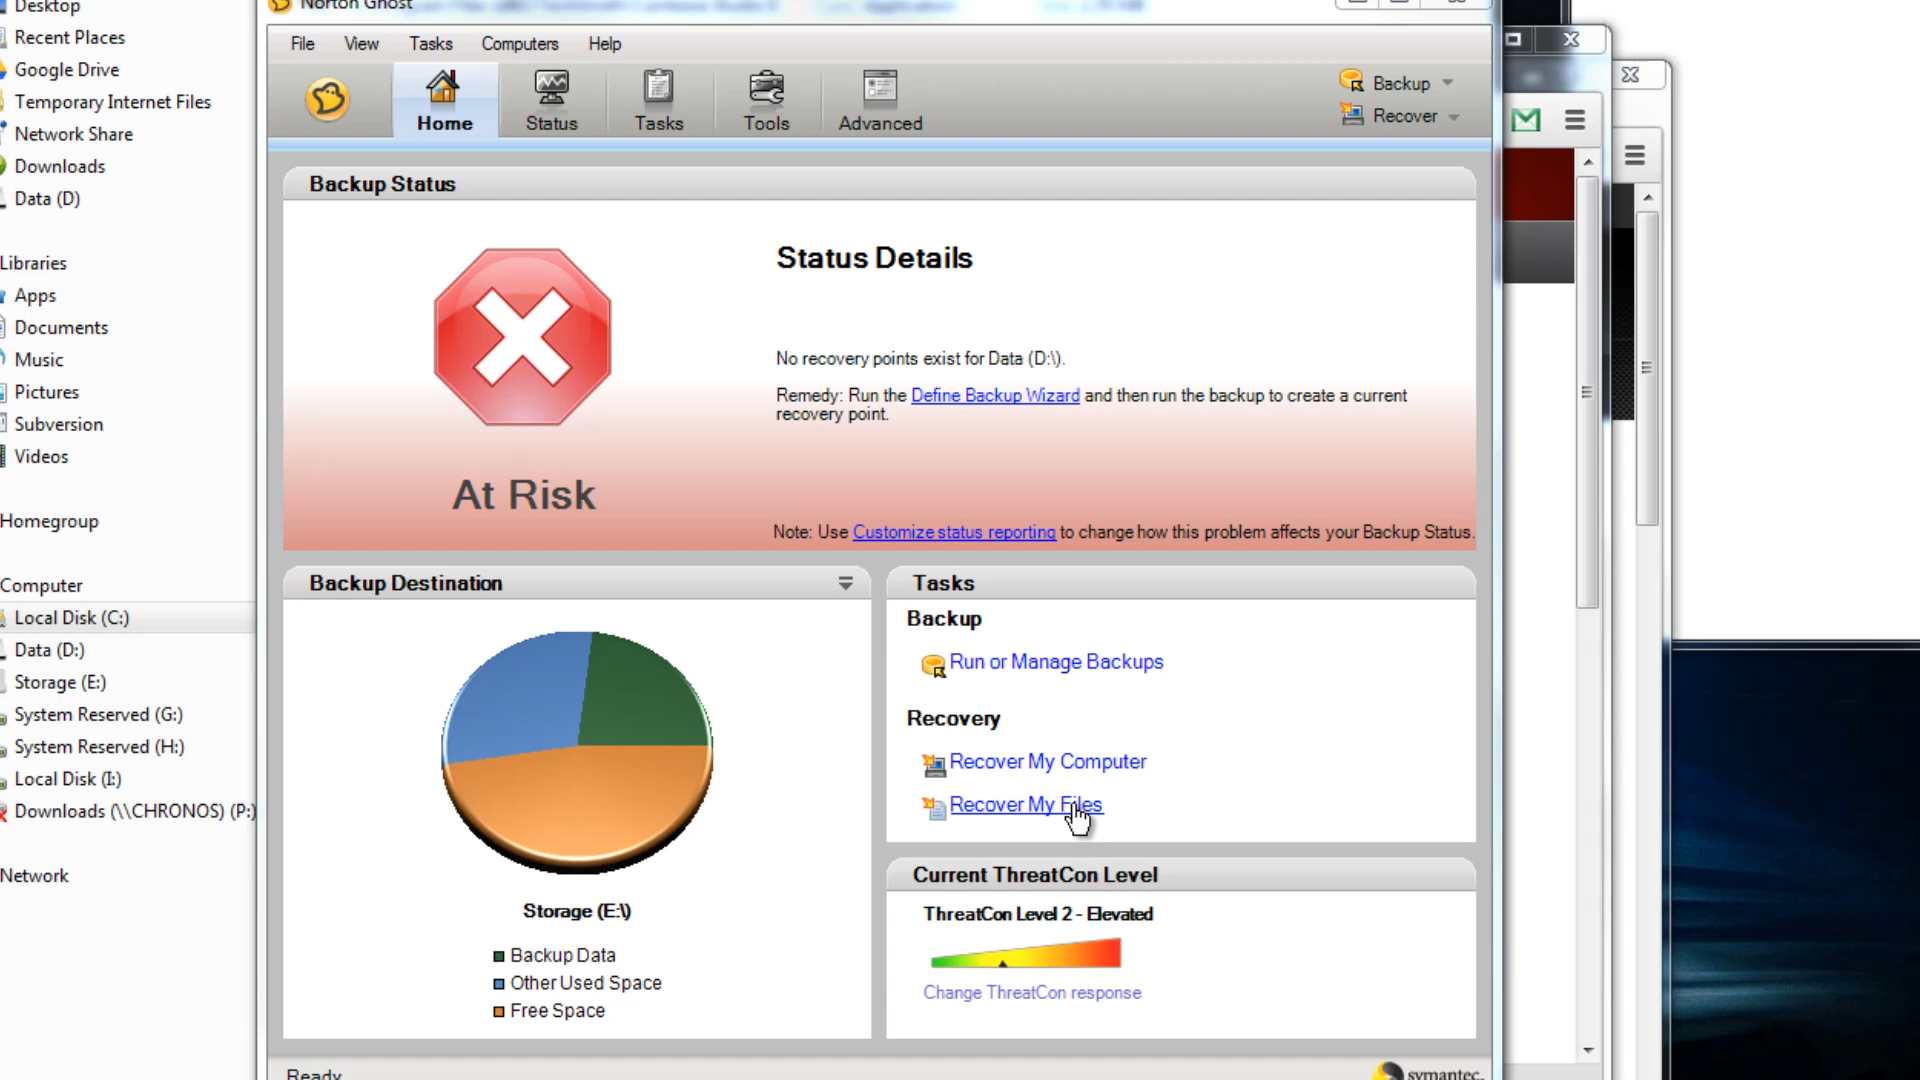 Desktop
Recent Places
Google Drive
Temporary Internet Files
Network Share
Downloads
Data (D)
Libraries
Apps
Documents
Music
Pictures
Subversion
Videos
Homegroup
Computer
Local Disk (C:)
Data (D:)
Storage (E:)
System Reserved (G:)
System Reserved (H:)
Local Disk (I:)
Downloads (\\CHRONOS) (P:)
Network
Norton Ghost
File View Tasks Computers Help
Home Status Tasks Tools Advanced
Backup
Recover
Backup Status
Status Details
No recovery points exist for Data (D:\).
Remedy: Run the Define Backup Wizard and then run the backup to create a current
recovery point.
At Risk
Note: Use Customize status reporting to change how this problem affects your Backup Status.
Backup Destination
Storage (E:\)
Backup Data
Other Used Space
Free Space
Tasks
Backup
Run or Manage Backups
Recovery
Recover My Computer
Recover My Files
Current ThreatCon Level
ThreatCon Level 2 - Elevated
Change ThreatCon response
Ready
symantec.